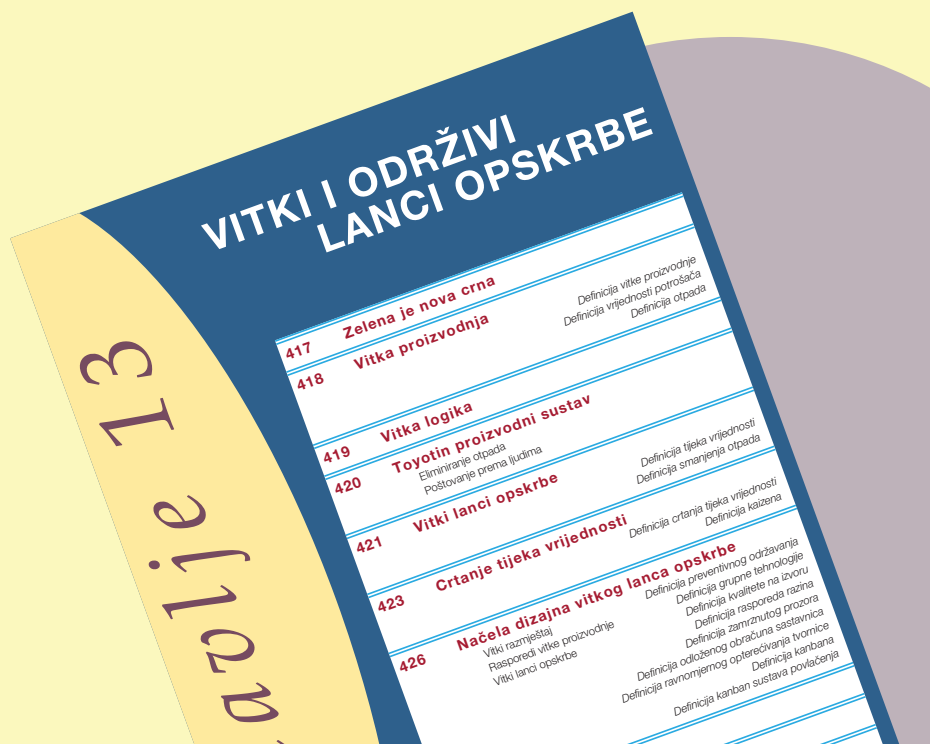 VITKI I ODRŽIVI
LANCI OPSKRBE
417 Zelena je nova crna
418 Vitka proizvodnja
Definicija vitke proizvodnje
Definicija vrijednosti potrošača
Definicija otpada
419 Vitka logika
420 Toyotin proizvodni sustav
Eliminiranje otpada
Poštovanje prema ljudima
421 Vitki lanci opskrbe
Definicija tijeka vrijednosti
Definicija smanjenja otpada
423 Crtanje tijeka vrijednosti
Definicija crtanja tijeka vrijednosti
Definicija kaizena
426 Načela dizajna vitkog lanca opskrbe
Vitki razmještaj
Rasporedi vitke proizvodnje
Vitki lanci opskrbe
Definicija preventivnog održavanja
Definicija grupne tehnologije
Definicija kvalitete na izvoru
Definicija rasporeda razina
Definicija zamrznutog prozora
Definicija odloženog obračuna sastavnica
Definicija ravnomjernog opterećivanja tvornice
Definicija kanbana
Definicija kanban sustava povlačenja
13